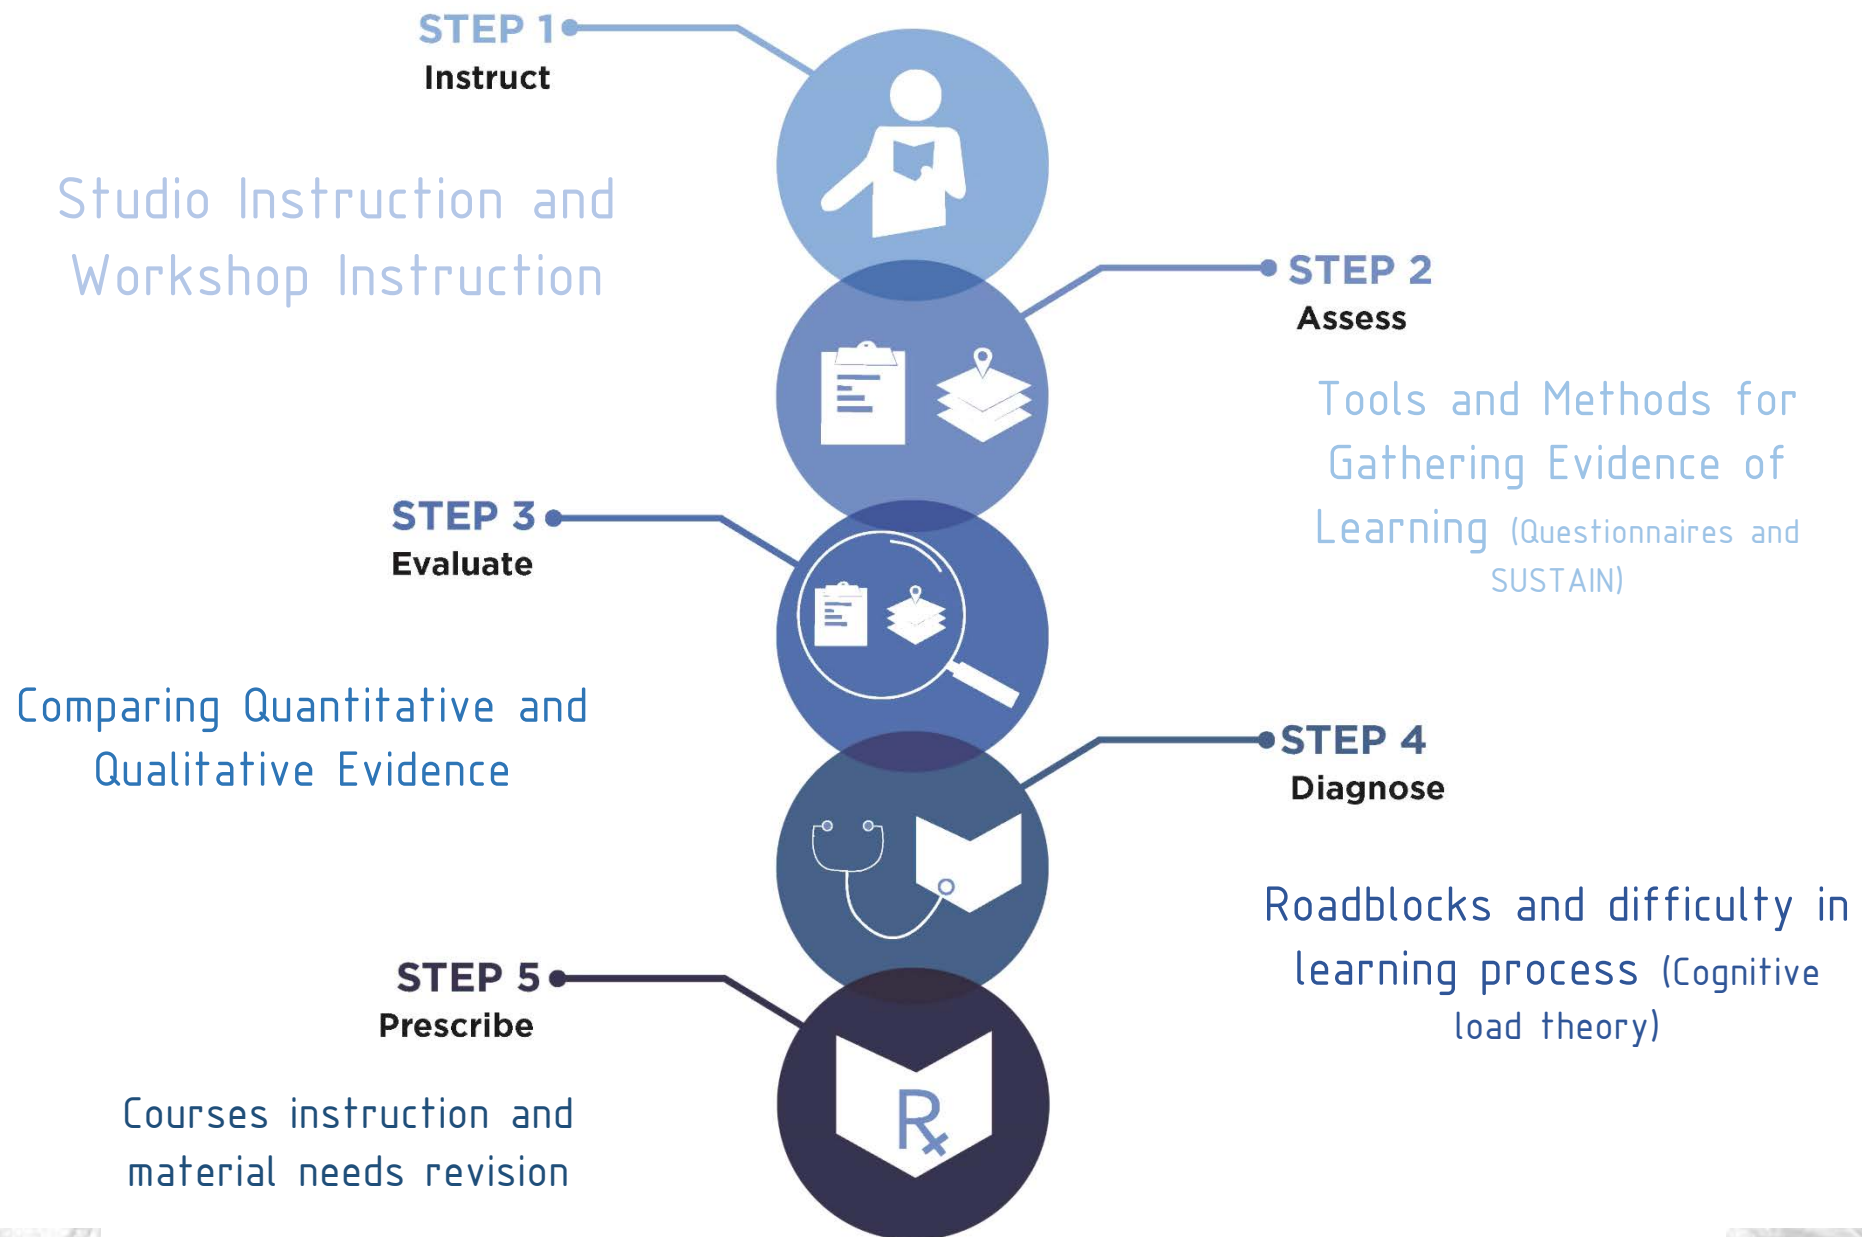 STEP 1
Instruct
Studio Instruction and
Workshop Instruction
STEP 2
Assess
Tools and Methods for
Gathering Evidence of
Learning (Questionnaires and
SUSTAIN)
STEP 3
Evaluate
Comparing Quantitative and
Qualitative Evidence
STEP 4
Diagnose
Roadblocks and difficulty in
learning process (Cognitive
load theory)
STEP 5
Prescribe
Courses instruction and
material needs revision
Rx